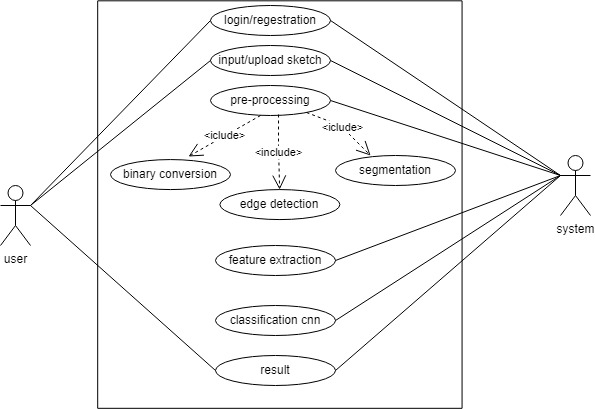 login/regestration
input/upload sketch
pre-processing
<iclude>
<include>
<iclude>
binary conversion
segmentation
edge detection
user
system
feature extraction
classification cnn
result